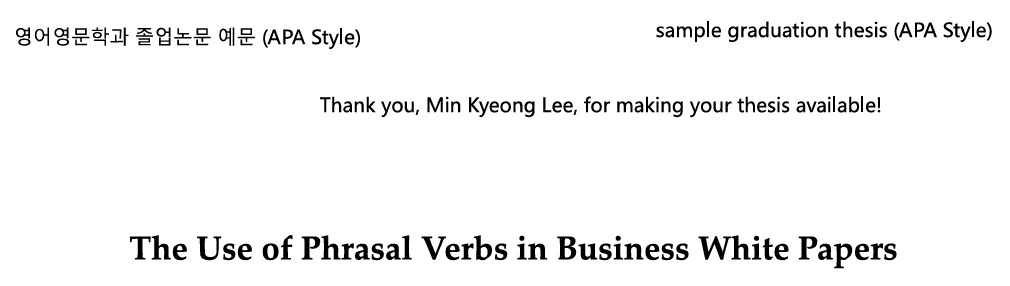 영어영문학과 졸업논문 예문 (APA Style)
sample graduation thesis (APA Style)
Thank you, Min Kyeong Lee, for making your thesis available!
The Use of Phrasal Verbs in Business White Papers